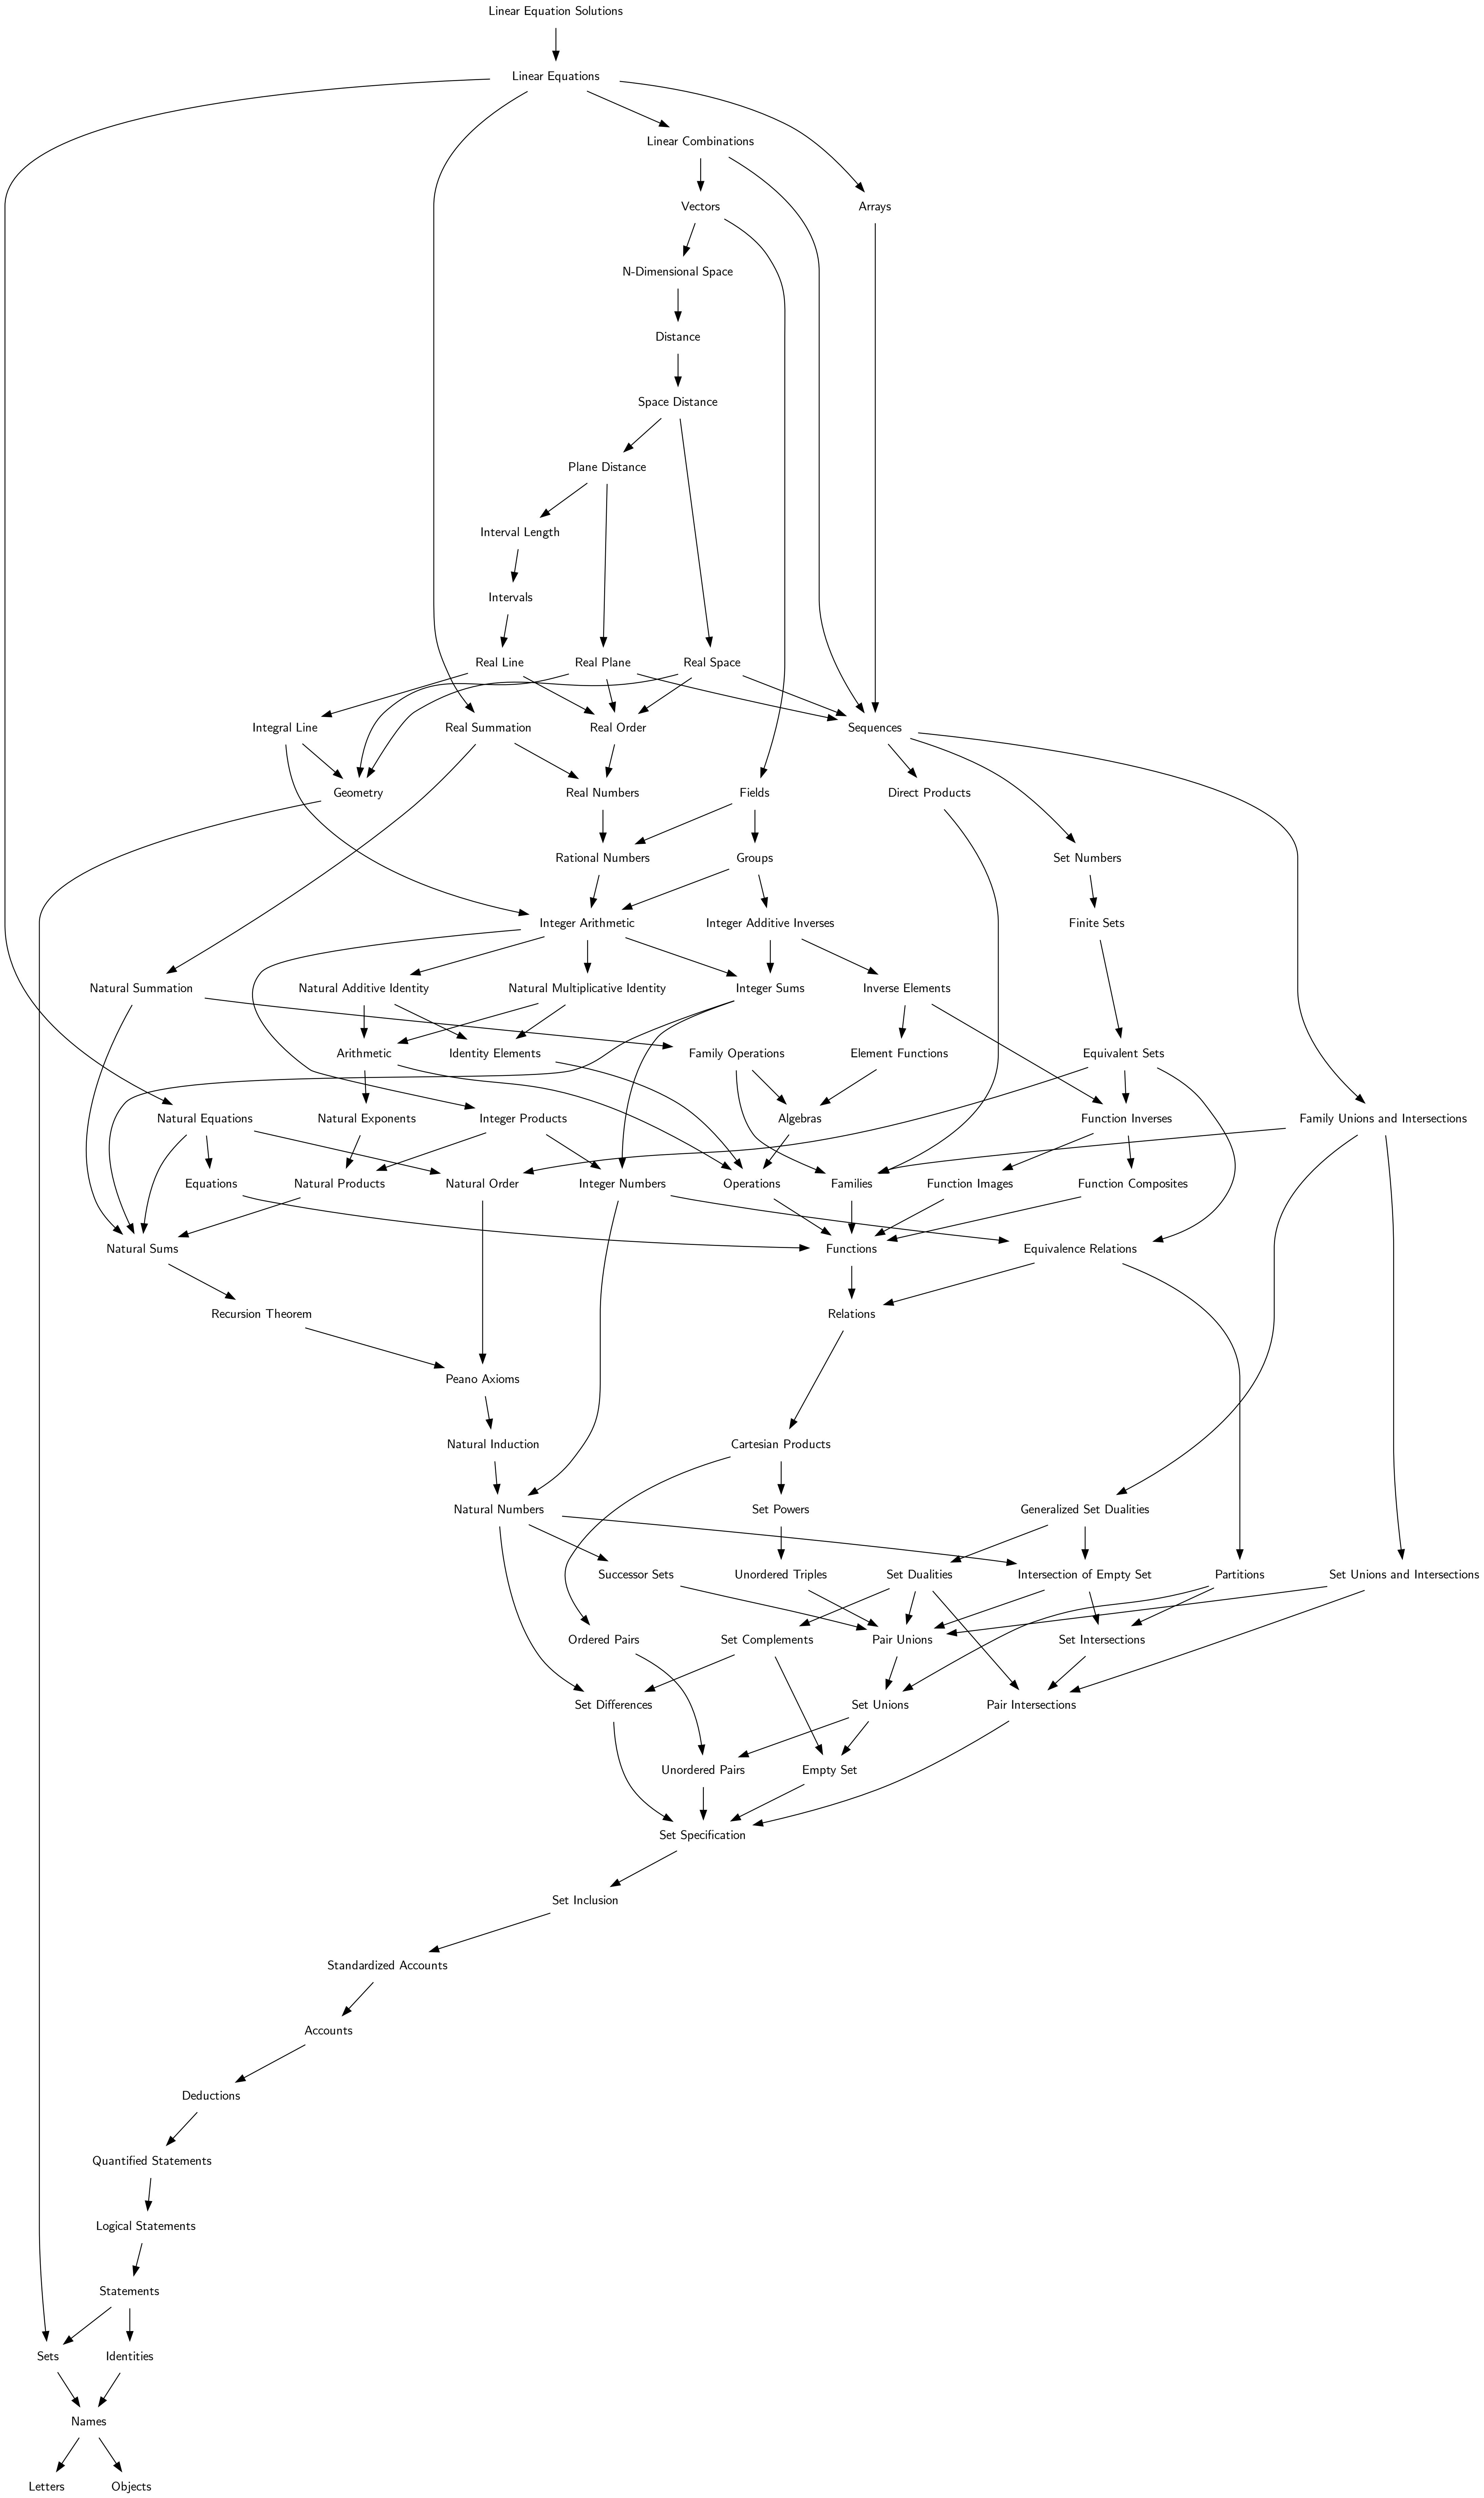 Linear Equation Solutions
Linear Equations
Linear Combinations
Vectors
Arrays
N-Dimensional Space
Distance
Space Distance
Plane Distance
Interval Length
Intervals
Real Line
Real Plane
Real Space
Integral Line
Real Summation
Real Order
Sequences
Geometry
Real Numbers
Fields
Direct Products
Rational Numbers
Groups
Set Numbers
Integer Arithmetic
Integer Additive Inverses
Finite Sets
Natural Summation
Natural Additive Identity
Natural Multiplicative Identity
Integer Sums
Inverse Elements
Arithmetic
Identity Elements
Family Operations
Element Functions
Equivalent Sets
Natural Equations
Natural Exponents
Integer Products
Algebras
Function Inverses
Family Unions and Intersections
Equations
Natural Products
Natural Order
Integer Numbers
Operations
Families
Function Images
Function Composites
Natural Sums
Functions
Equivalence Relations
Recursion Theorem
Relations
Peano Axioms
Natural Induction
Cartesian Products
Natural Numbers
Set Powers
Generalized Set Dualities
Successor Sets
Unordered Triples
Set Dualities
Intersection of Empty Set
Partitions
Set Unions and Intersections
Ordered Pairs
Set Complements
Pair Unions
Set Intersections
Set Differences
Set Unions
Pair Intersections
Unordered Pairs
Empty Set
Set Specification
Set Inclusion
Standardized Accounts
Accounts
Deductions
Quantified Statements
Logical Statements
Statements
Sets
Identities
Names
Letters
Objects